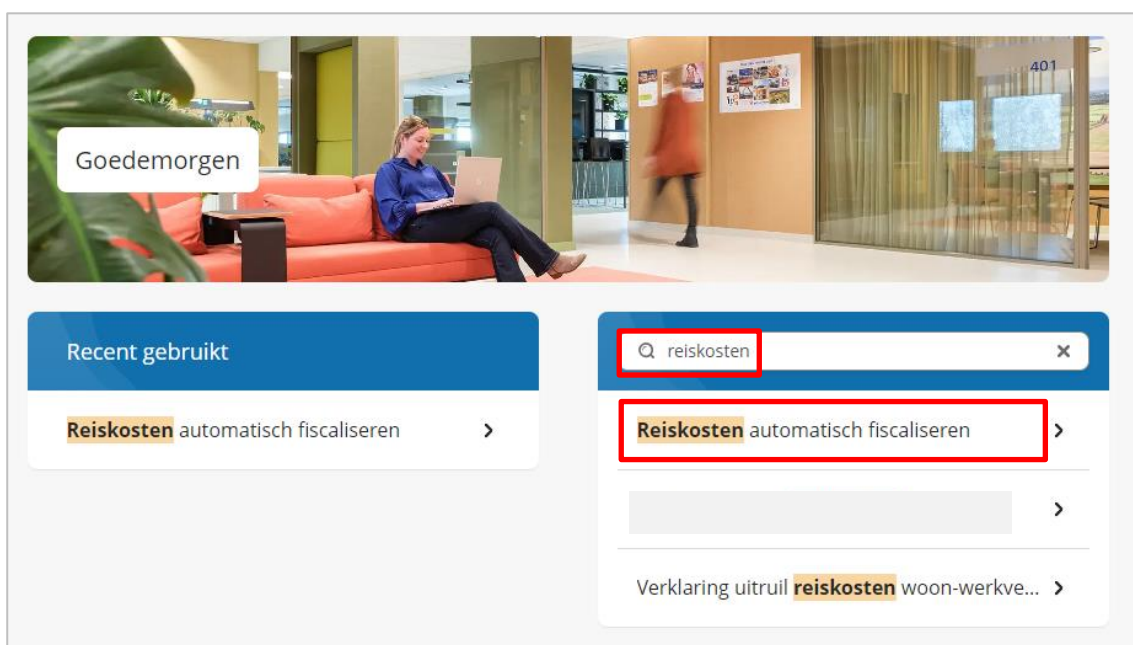 401
Goedemorgen
Recent gebruikt
Reiskosten automatisch fiscaliseren
reiskosten
Reiskosten automatisch fiscaliseren
Verklaring uitruil reiskosten woon-werkve...